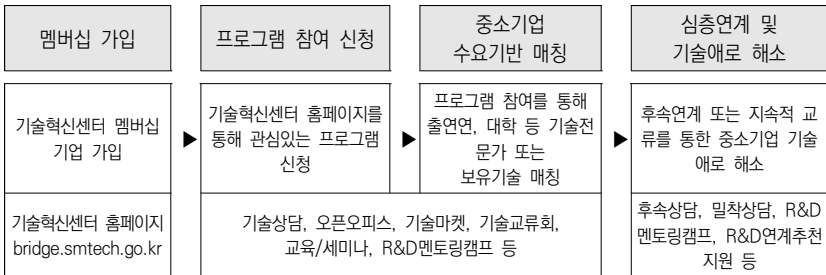 멤버십 가입
프로그램 참여 신청
중소기업
수요기반 매칭
심층연계 및
기술애로 해소
기술혁신센터 멤버십
기업 가입
▶
기술혁신센터 홈페이지를
통해 관심있는 프로그램
신청
▶
프로그램 참여를 통해
출연연, 대학 등 기술전
문가 또는
보유기술 매칭
▶
후속연계 또는 지속적 교
류를 통한 중소기업 기술
애로 해소
기술혁신센터 홈페이지
bridge.smtech.go.kr
기술상담, 오픈오피스, 기술마켓, 기술교류회,
교육/세미나, R&D멘토링캠프 등
후속상담, 밀착상담, R&D
멘토링캠프, R&D연계추천
지원 등